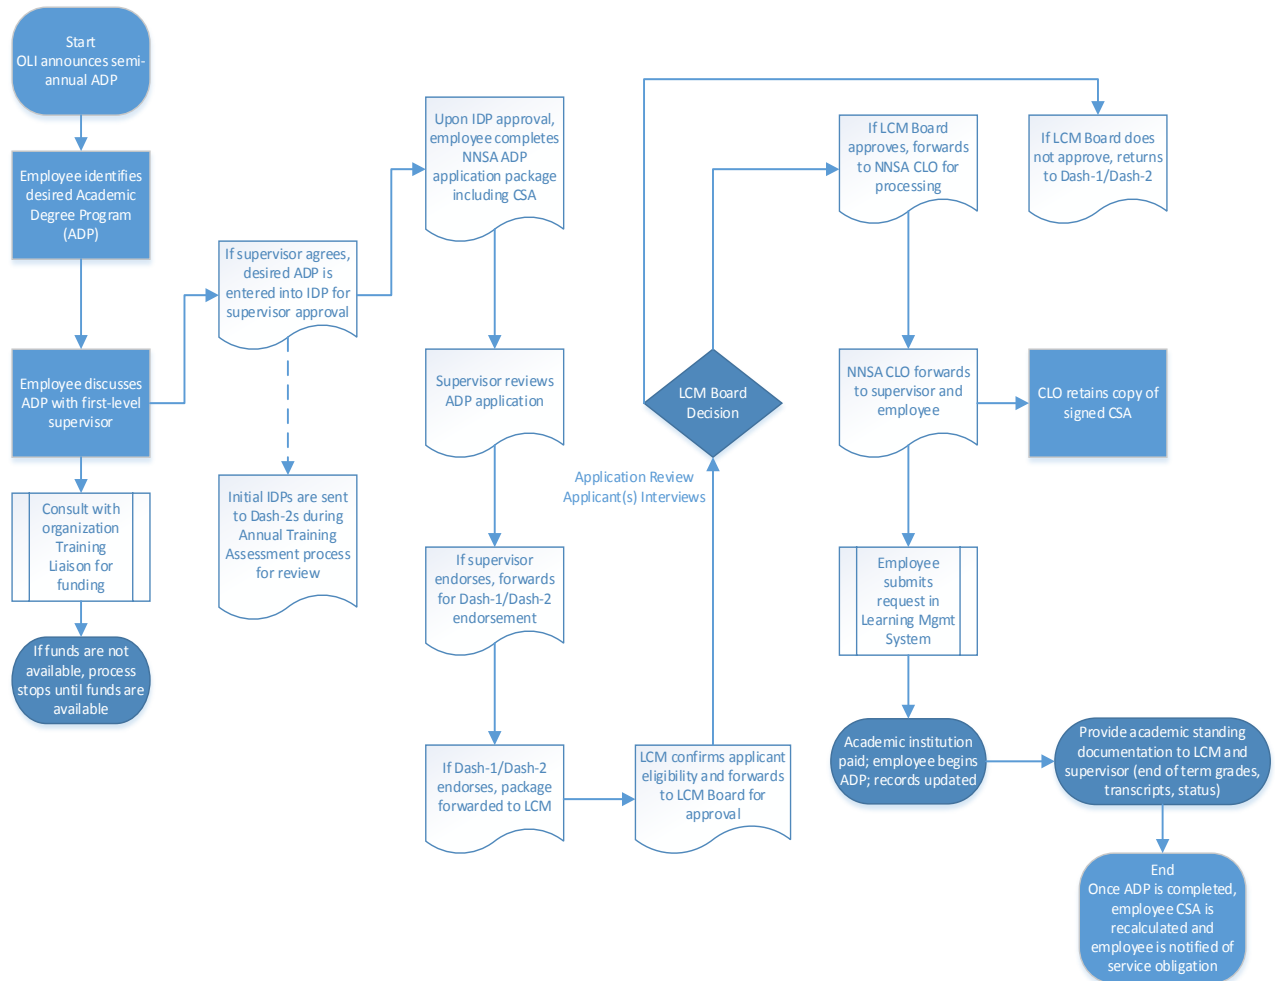 Start
OLI announces semi-
annual ADP
Employee identifies
desired Academic
Degree Program
(ADP)
Employee discusses
ADP with first-level
supervisor
Consult with
organization
Training
Liaison for
funding
If funds are not
available, process
stops until funds are
available
If supervisor agrees,
desired ADP is
entered into IDP for
supervisor approval
Initial IDPs are sent
to Dash-2s during
Annual Training
Assessment process
for review
Upon IDP approval,
employee completes
NNSA ADP
application package
including CSA
Supervisor reviews
ADP application
If supervisor
endorses, forwards
for Dash-1/Dash-2
endorsement
If Dash-1/Dash-2
endorses, package
forwarded to LCM
LCM confirms applicant
eligibility and forwards
to LCM Board for
approval
Application Review
Applicant(s) Interviews
LCM Board
Decision
If LCM Board
approves, forwards
to NNSA CLO for
processing
If LCM Board does
not approve, returns
to Dash-1/Dash-2
NNSA CLO forwards
to supervisor and
employee
CLO retains copy of
signed CSA
Employee
submits
request in
Learning Mgmt
System
Academic institution
paid; employee begins
ADP; records updated
Provide academic standing
documentation to LCM and
supervisor (end of term grades,
transcripts, status)
End
Once ADP is completed,
employee CSA is
recalculated and
employee is notified of
service obligation